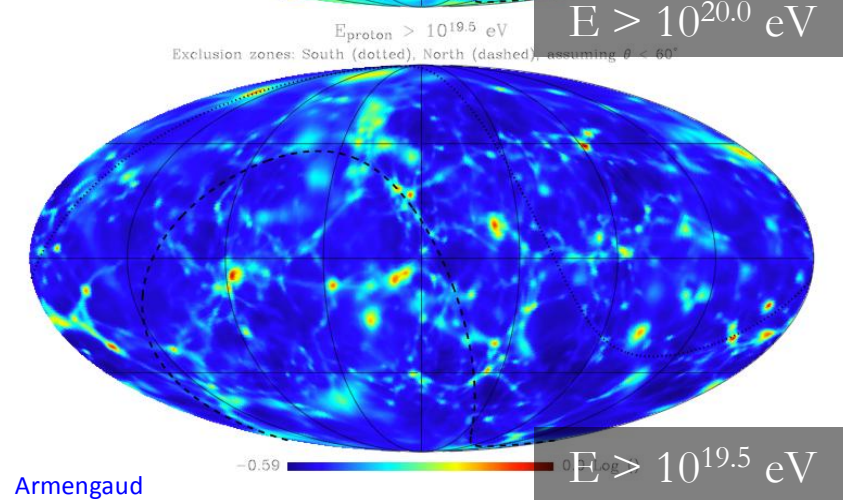 E > 10^20.0 eV
E_proton > 10^19.5 eV
Exclusion zones: South (dotted), North (dashed), assuming θ < 60°
-0.59
E > 10^19.5 eV
Armengaud